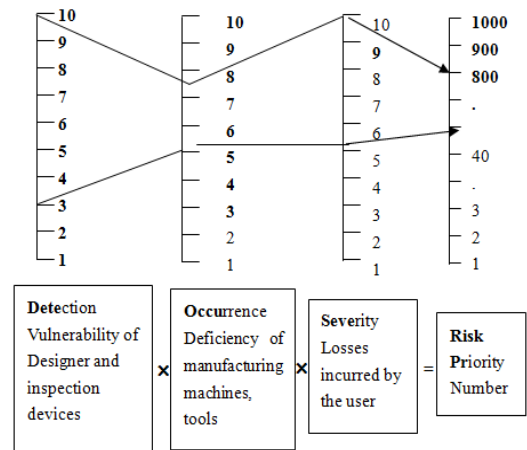 10
9
8
7
6
5
4
3
2
1
10
9
8
7
6
5
4
3
2
1
10
9
8
7
6
5
4
3
2
1
1000
900
800
.
40
.
3
2
1
Detection
Vulnerability of
Designer and
inspection
devices
×
Occurrence
Deficiency of
manufacturing
machines,
tools
×
Severity
Losses
incurred by
the user
=
Risk
Priority
Number